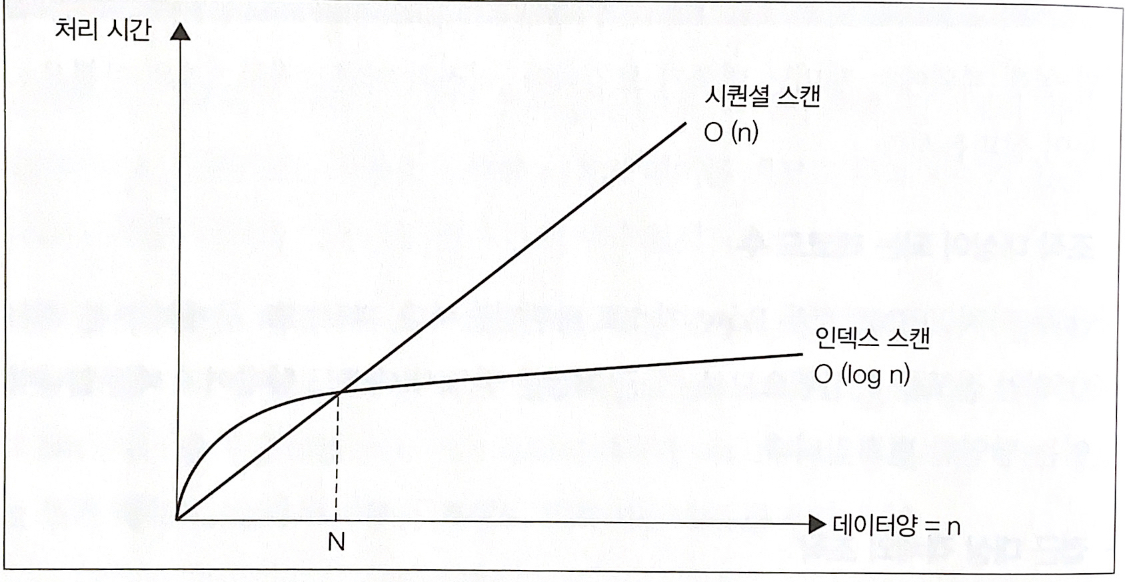 처리 시간
시퀀셜 스캔
O (n)
인덱스 스캔
O (log n)
N
데이터양 = n